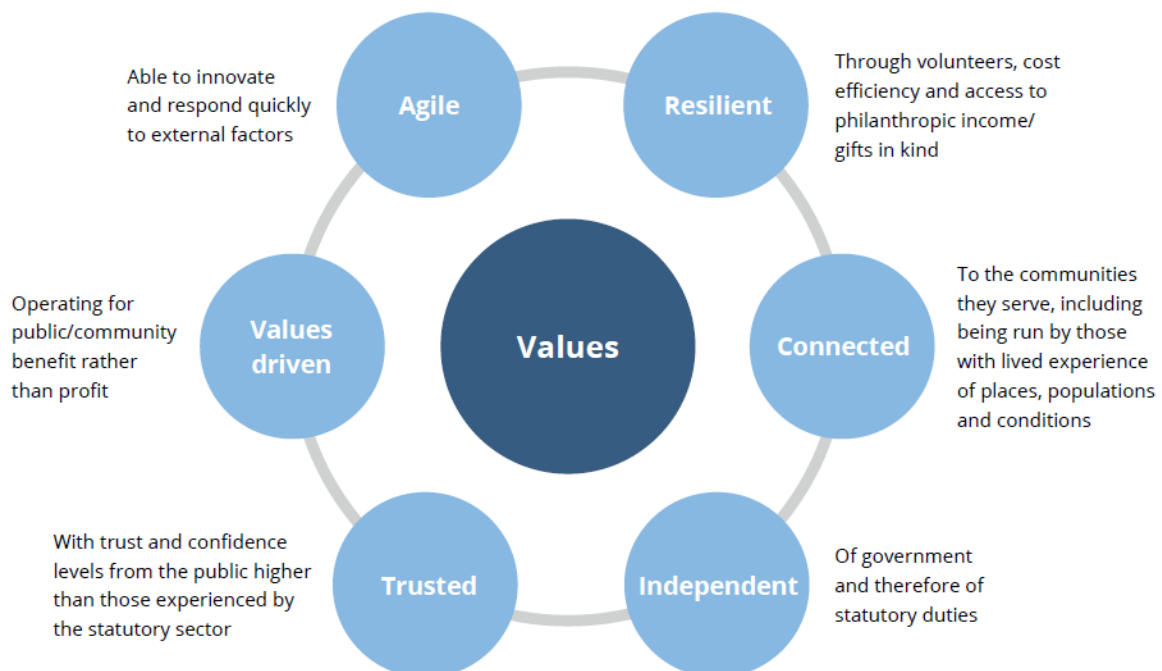 Able to innovate
and respond quickly
to external factors
Agile
Resilient
Through volunteers, cost
efficiency and access to
philanthropic income/
gifts in kind
Operating for
public/community
benefit rather
than profit
Values
driven
Values
Connected
To the communities
they serve, including
being run by those
with lived experience
of places, populations
and conditions
With trust and confidence
levels from the public higher
than those experienced by
the statutory sector
Trusted
Independent
Of government
and therefore of
statutory duties